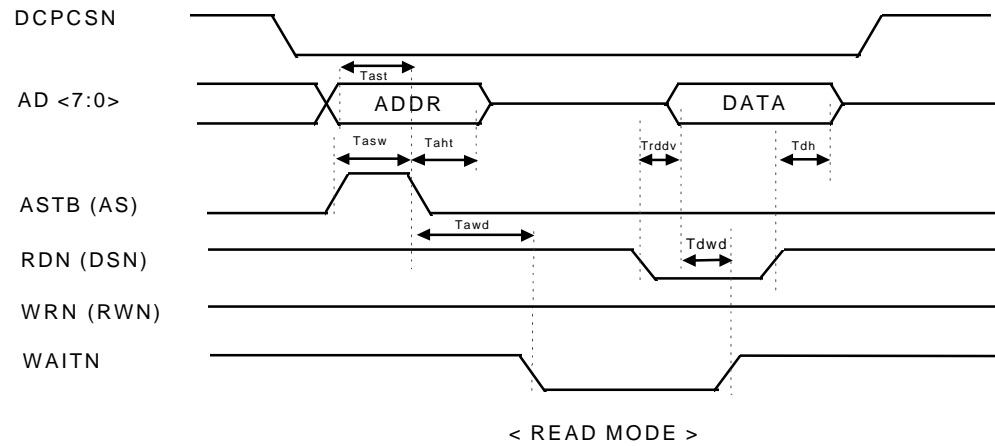 DCPCSN
Tast
AD <7:0>
ADDR
DATA
Tasw
Taht
Trddv
Tdh
ASTB (AS)
Tawd
Tdwd
RDN (DSN)
WRN (RWN)
WAITN
< READ MODE >